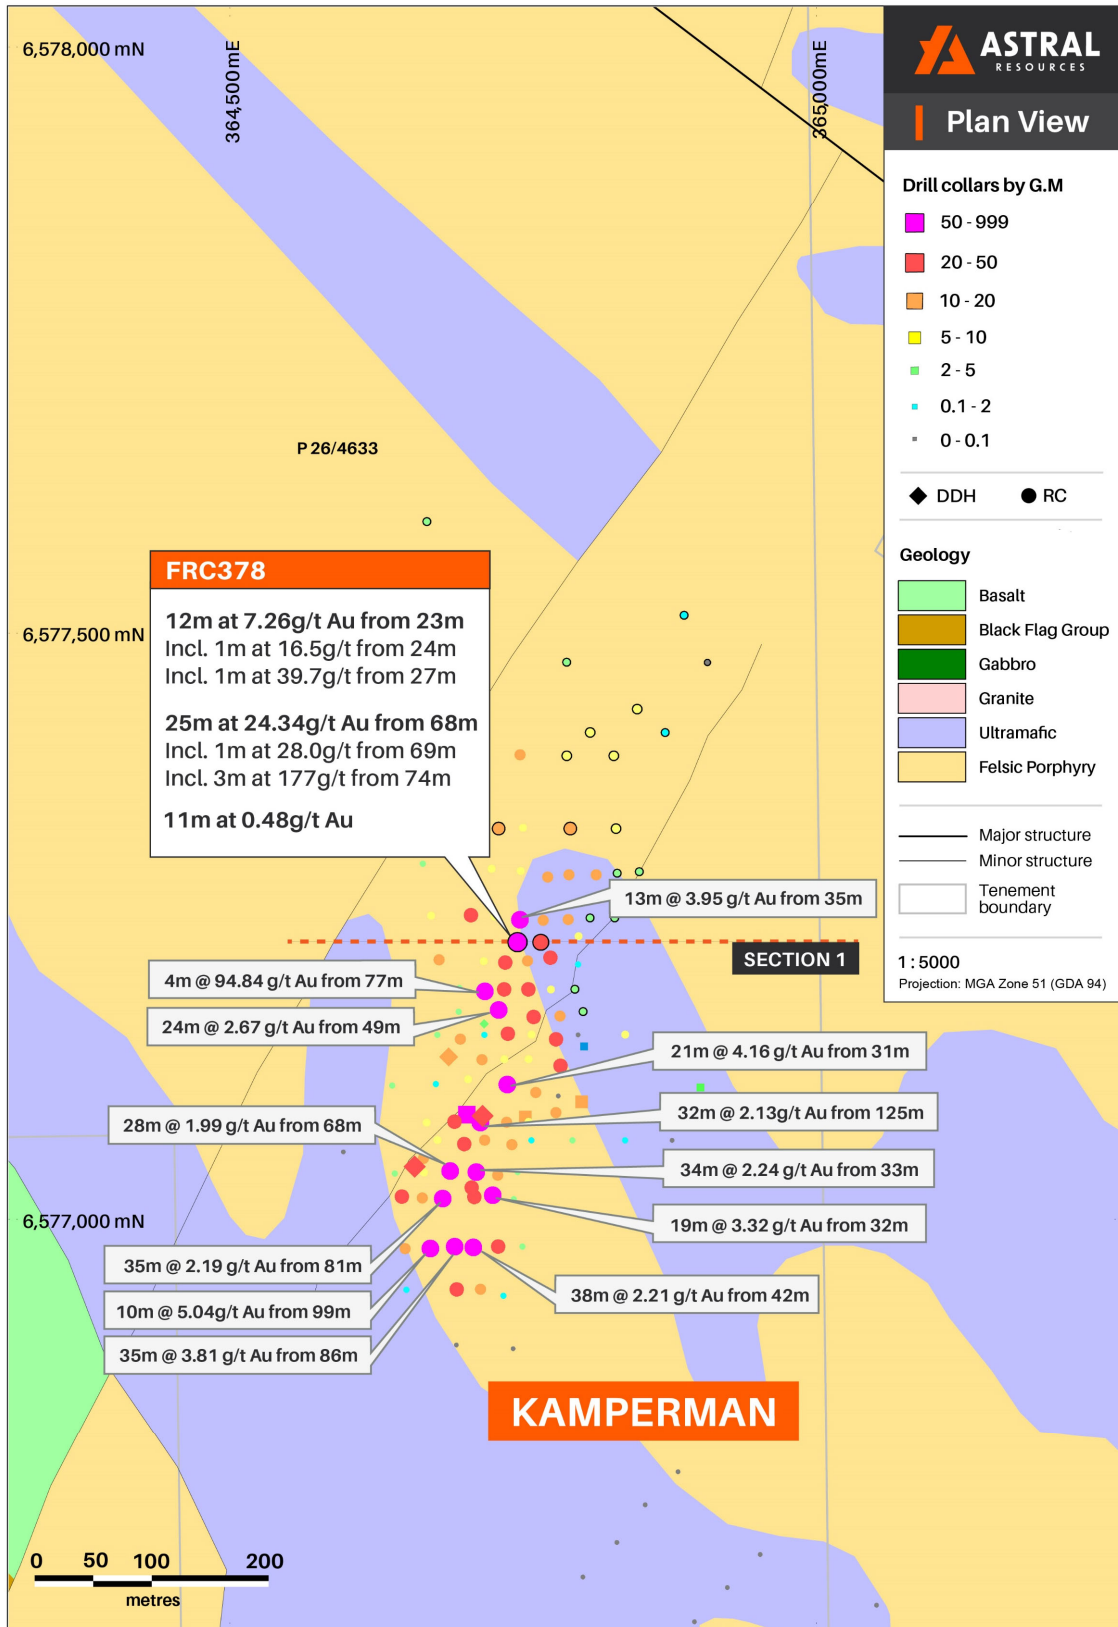 6,578,000 mN
364,500mE
365,000mE
ASTRAL
RESOURCES
Plan View
Drill collars by G.M
50 - 999
20 - 50
10 - 20
5 - 10
2 - 5
0.1 - 2
0 - 0.1
DDH
RC
Geology
Basalt
Black Flag Group
Gabbro
Granite
Ultramafic
Felsic Porphyry
Major structure
Minor structure
Tenement
boundary
1 : 5000
Projection: MGA Zone 51 (GDA 94)
P 26/4633
FRC378
12m at 7.26g/t Au from 23m
Incl. 1m at 16.5g/t from 24m
Incl. 1m at 39.7g/t from 27m
25m at 24.34g/t Au from 68m
Incl. 1m at 28.0g/t from 69m
Incl. 3m at 177g/t from 74m
11m at 0.48g/t Au
6,577,500 mN
13m @ 3.95 g/t Au from 35m
SECTION 1
4m @ 94.84 g/t Au from 77m
24m @ 2.67 g/t Au from 49m
21m @ 4.16 g/t Au from 31m
32m @ 2.13g/t Au from 125m
28m @ 1.99 g/t Au from 68m
34m @ 2.24 g/t Au from 33m
19m @ 3.32 g/t Au from 32m
6,577,000 mN
35m @ 2.19 g/t Au from 81m
38m @ 2.21 g/t Au from 42m
10m @ 5.04g/t Au from 99m
35m @ 3.81 g/t Au from 86m
KAMPERMAN
0 50 100 200
metres